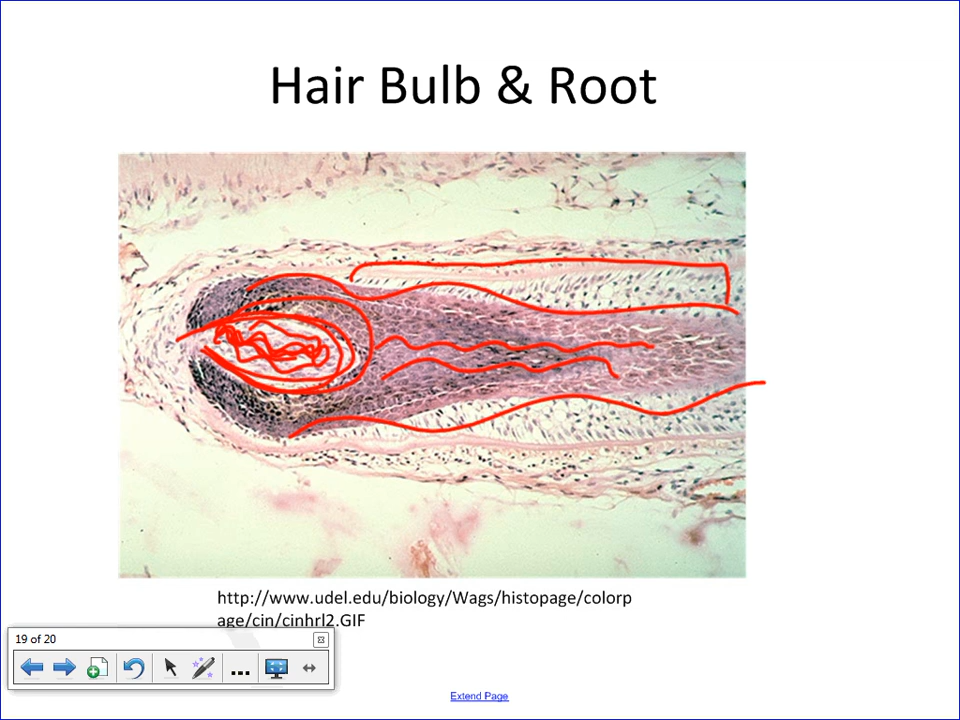 Hair Bulb & Root
http://www.udel.edu/biology/Wags/histopage/colorp
age/cin/cinhrl2.GIF
19 of 20
Extend Page